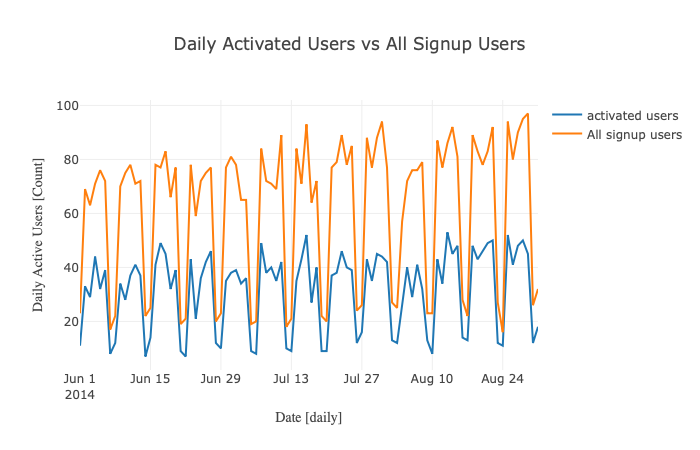 Daily Activated Users vs All Signup Users
activated users
All signup users
Daily Active Users [Count]
100
80
60
40
20
Jun 1
2014
Jun 15
Jun 29
Jul 13
Jul 27
Aug 10
Aug 24
Date [daily]